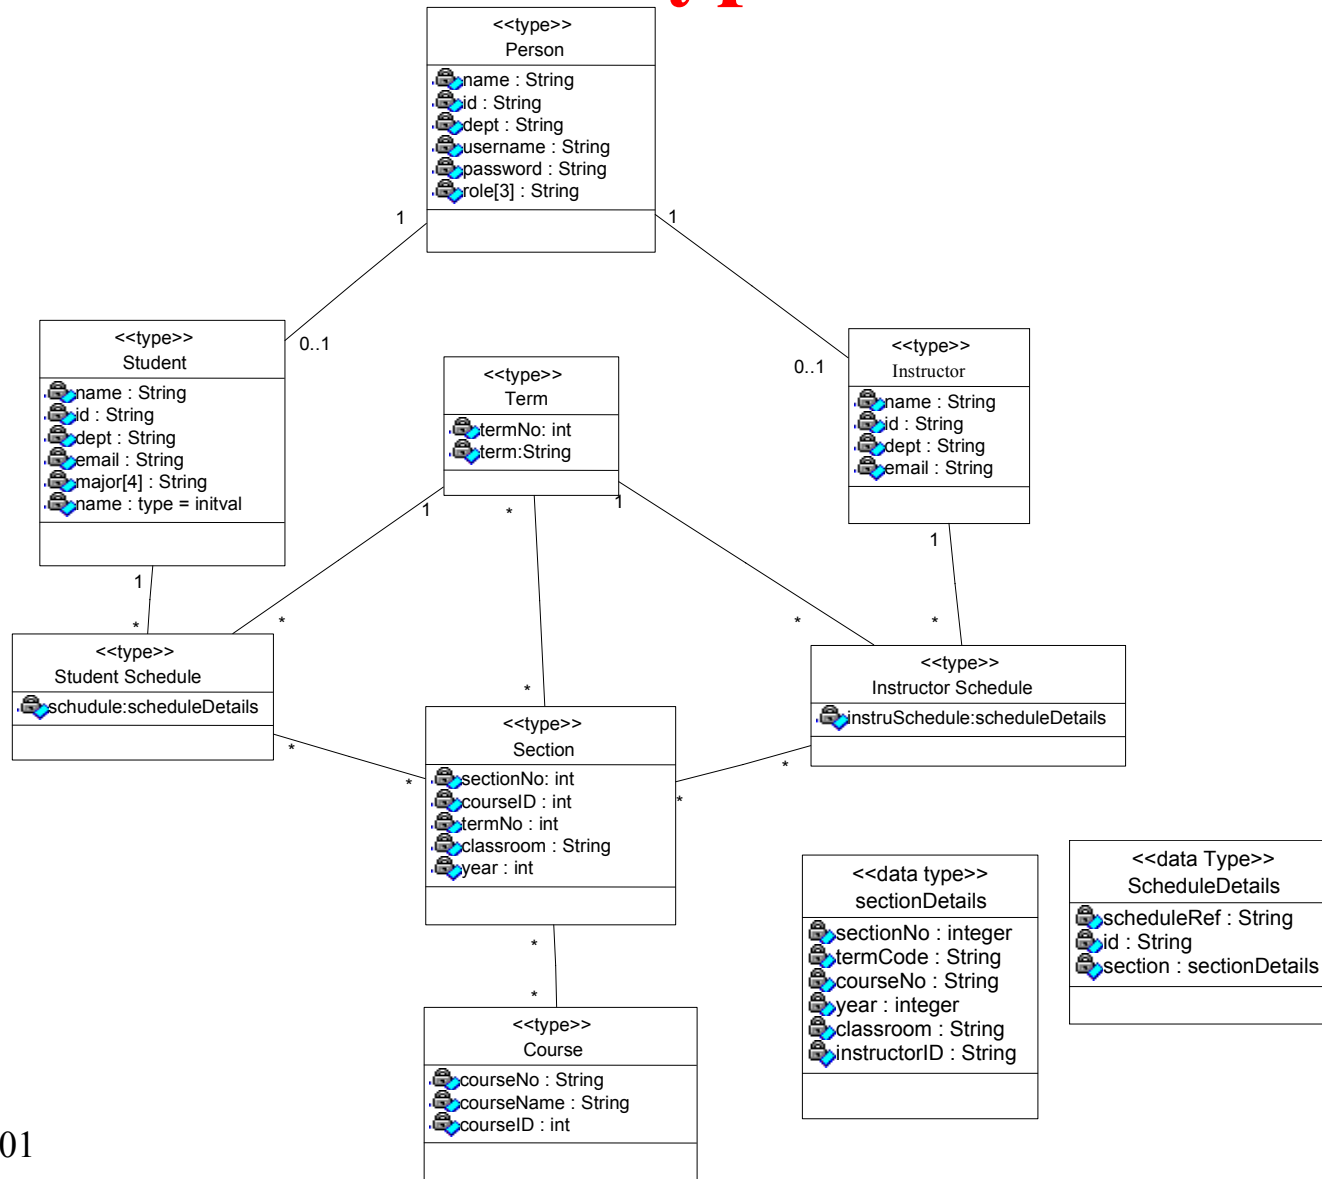 <<type>>
Person
name : String
id : String
dept : String
username : String
password : String
role[3] : String
1
1
0..1
0..1
<<type>>
Student
name : String
id : String
dept : String
email : String
major[4] : String
name : type = initval
<<type>>
Term
termNo: int
term:String
<<type>>
Instructor
name : String
id : String
dept : String
email : String
1
*
1
1
1
*
*
*
*
*
<<type>>
Student Schedule
schudule:scheduleDetails
<<type>>
Instructor Schedule
instruSchedule:scheduleDetails
*
*
*
*
<<type>>
Section
sectionNo: int
courseID : int
termNo : int
classroom : String
year : int
*
*
<<type>>
Course
courseNo : String
courseName : String
courseID : int
<<data type>>
sectionDetails
sectionNo : integer
termCode : String
courseNo : String
year : integer
classroom : String
instructorID : String
<<data Type>>
ScheduleDetails
scheduleRef : String
id : String
section : sectionDetails
01